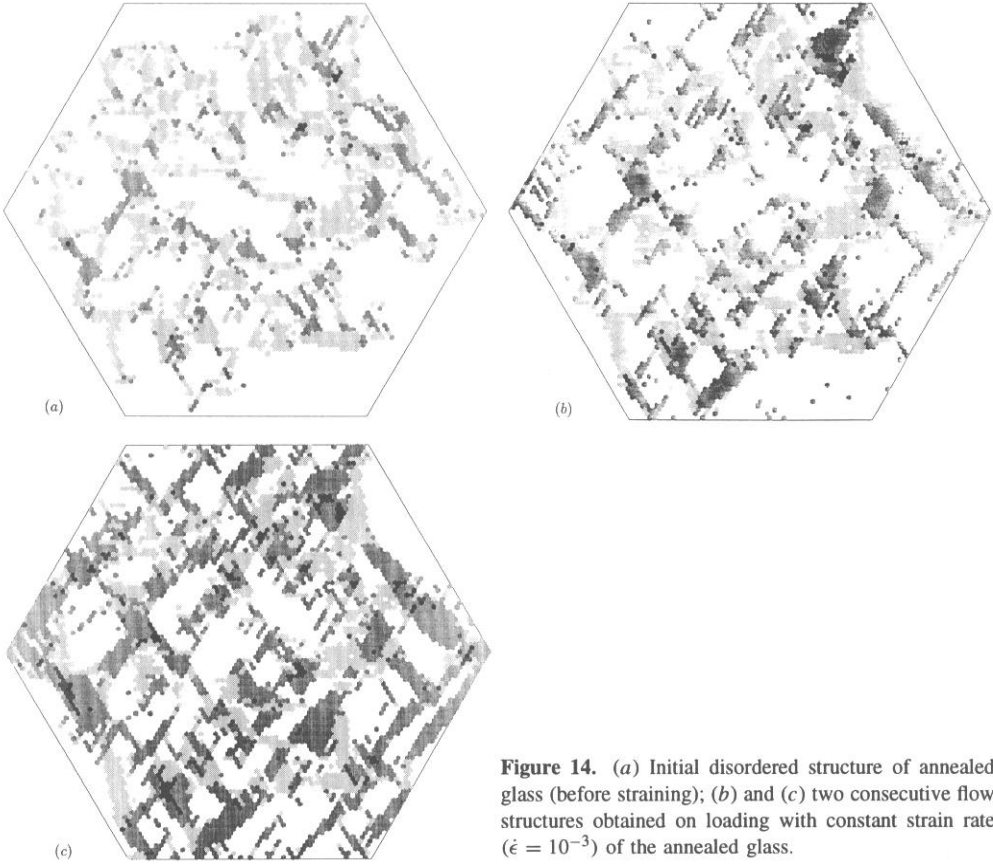 (a)
(b)
(c)
Figure 14. (a) Initial disordered structure of annealed
glass (before straining); (b) and (c) two consecutive flow
structures obtained on loading with constant strain rate
(ε̇ = 10⁻³) of the annealed glass.